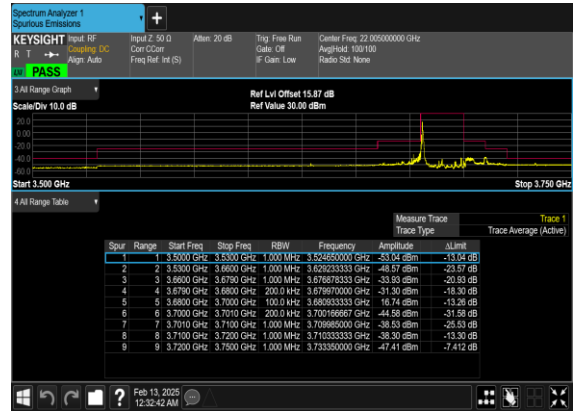 Spectrum Analyzer 1
Spurious Emissions
+
KEYSIGHT Input: RF Input Z: 50 Ω Atten: 20 dB Trig: Free Run Center Freq: 22.005000000 GHz
R T Coupling: DC Corr CCorr Gate: Off Avg|Hold: 100/100
Align: Auto Freq Ref: Int (S) IF Gain: Low Radio Std: None
PASS
3 All Range Graph
Ref Lvl Offset 15.87 dB
Scale/Div 10.0 dB Ref Value 30.00 dBm
20.0
0.00
-20.0
-40.0
-60.0
Start 3.500 GHz Stop 3.750 GHz
4 All Range Table
Measure Trace Trace 1
Trace Type Trace Average (Active)
Spur Range Start Freq Stop Freq RBW Frequency Amplitude ΔLimit
1 1 3.5000 GHz 3.5300 GHz 1.000 MHz 3.524650000 GHz -53.04 dBm -13.04 dB
2 2 3.5300 GHz 3.6600 GHz 1.000 MHz 3.629233333 GHz -48.57 dBm -23.57 dB
3 3 3.6600 GHz 3.6790 GHz 1.000 MHz 3.676878333 GHz -33.93 dBm -20.93 dB
4 4 3.6790 GHz 3.6800 GHz 200.0 kHz 3.679970000 GHz -31.30 dBm -18.30 dB
5 5 3.6800 GHz 3.7000 GHz 100.0 kHz 3.680933333 GHz 16.74 dBm -13.26 dB
6 6 3.7000 GHz 3.7010 GHz 200.0 kHz 3.700166667 GHz -44.58 dBm -31.58 dB
7 7 3.7010 GHz 3.7100 GHz 1.000 MHz 3.709985000 GHz -38.53 dBm -25.53 dB
8 8 3.7100 GHz 3.7200 GHz 1.000 MHz 3.710333333 GHz -38.30 dBm -13.30 dB
9 9 3.7200 GHz 3.7500 GHz 1.000 MHz 3.733350000 GHz -47.41 dBm -7.412 dB
? Feb 13, 2025
12:32:42 AM